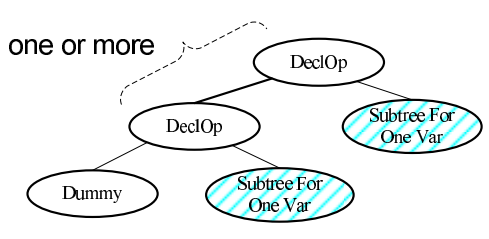 one or more
DeclOp
DeclOp
Subtree For
One Var
Dummy
Subtree For
One Var